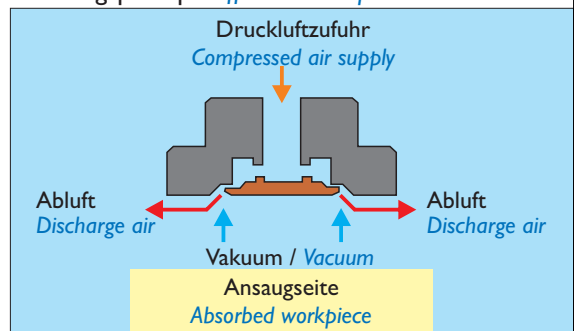 Druckluftzufuhr
Compressed air supply
Abluft
Discharge air
Abluft
Discharge air
Vakuum / Vacuum
Ansaugseite
Absorbed workpiece